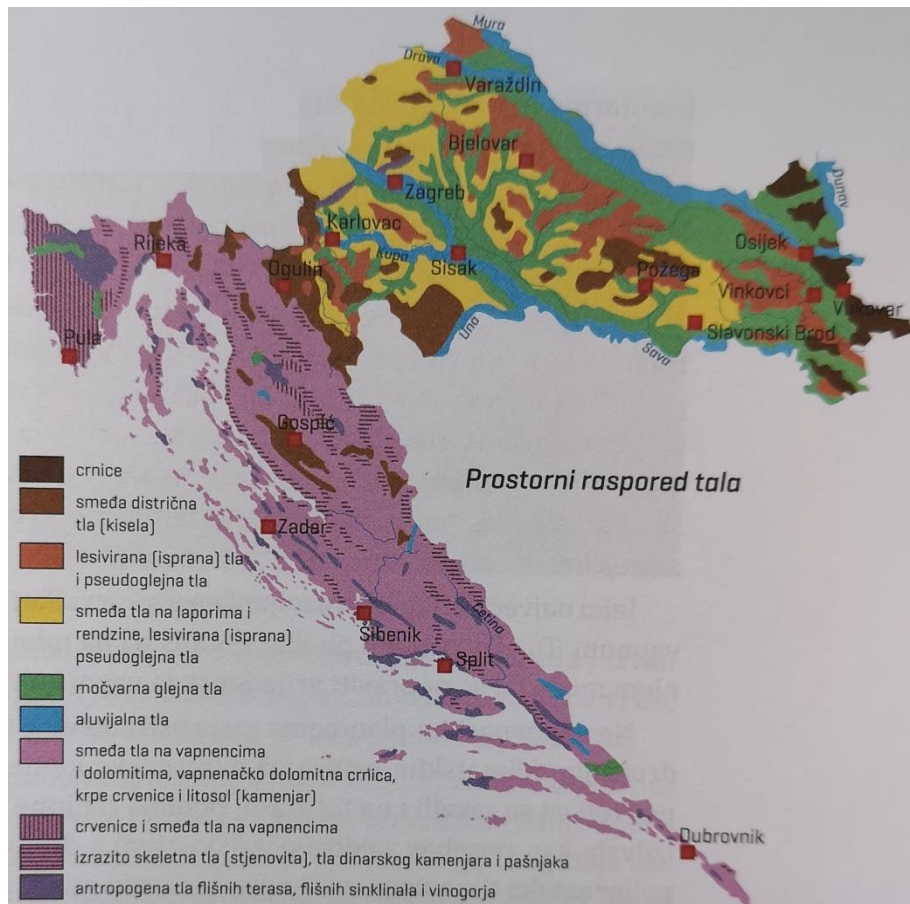 Mura
Drava
Varaždin
Bjelovar
Dunav
Zagreb
Karlovac
Rijeka
Kupa
Osijek
Ogulin
Sisak
Požega
Vinkovci
Vukovar
Pula
Una
Slavonski Brod
Sava
Gospić
Prostorni raspored tala
Zadar
Cetina
Šibenik
Split
Dubrovnik
crnice
smeđa distrična
tla (kisela)
lesivirana (isprana) tla
i pseudoglejna tla
smeđa tla na laporima i
rendzine, lesivirana (isprana)
pseudoglejna tla
močvarna glejna tla
aluvijalna tla
smeđa tla na vapnencima
i dolomitima, vapnenačko dolomitna crnica,
krpe crvenice i litosol (kamenjar)
crvenice i smeđa tla na vapnencima
izrazito skeletna tla (stjenovita), tla dinarskog kamenjara i pašnjaka
antropogena tla flišnih terasa, flišnih sinklinala i vinogorja